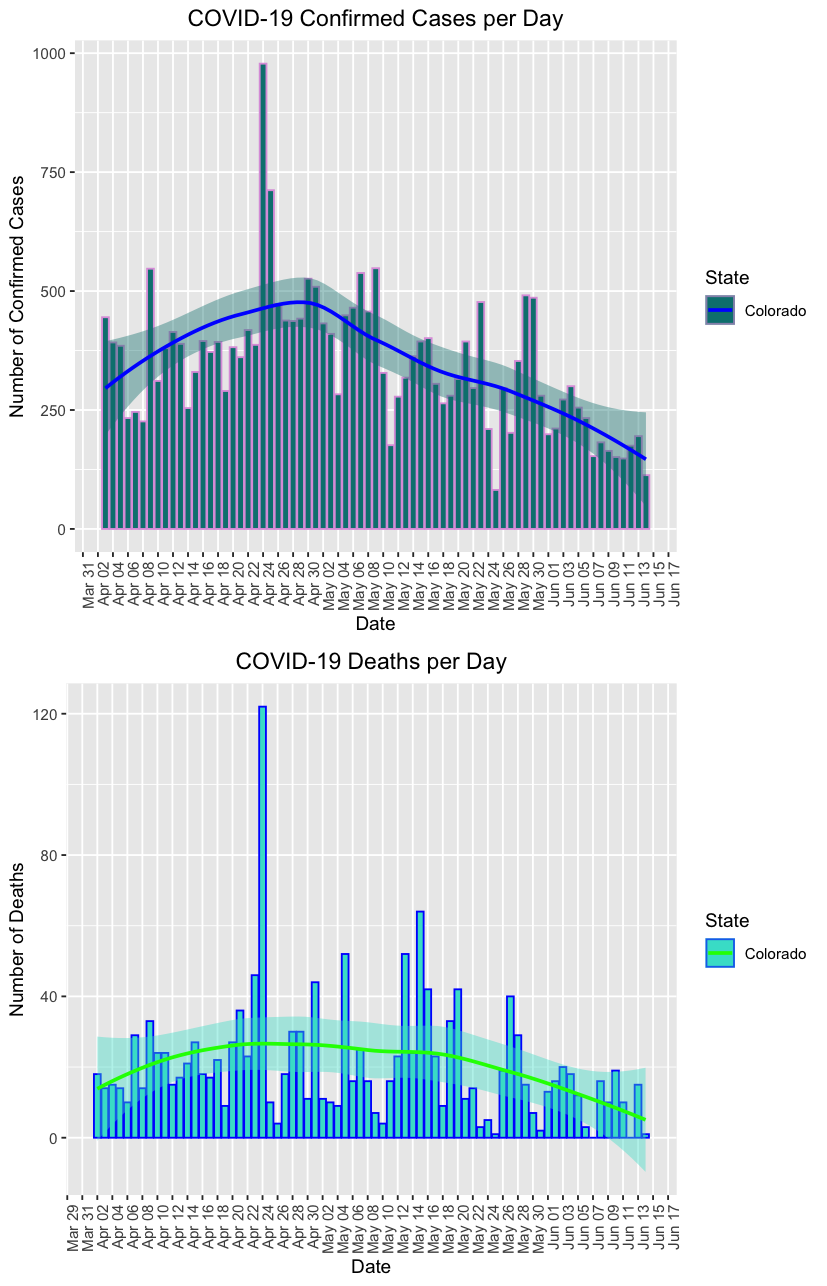 COVID-19 Confirmed Cases per Day
1000
750
500
250
0
Number of Confirmed Cases
Mar 31
Apr 02
Apr 04
Apr 06
Apr 08
Apr 10
Apr 12
Apr 14
Apr 16
Apr 18
Apr 20
Apr 22
Apr 24
Apr 26
Apr 28
Apr 30
May 02
May 04
May 06
May 08
May 10
May 12
May 14
May 16
May 18
May 20
May 22
May 24
May 26
May 28
May 30
Jun 01
Jun 03
Jun 05
Jun 07
Jun 09
Jun 11
Jun 13
Jun 15
Jun 17
Date
State
Colorado
COVID-19 Deaths per Day
120
80
40
0
Number of Deaths
Mar 29
Mar 31
Apr 02
Apr 04
Apr 06
Apr 08
Apr 10
Apr 12
Apr 14
Apr 16
Apr 18
Apr 20
Apr 22
Apr 24
Apr 26
Apr 28
Apr 30
May 02
May 04
May 06
May 08
May 10
May 12
May 14
May 16
May 18
May 20
May 22
May 24
May 26
May 28
May 30
Jun 01
Jun 03
Jun 05
Jun 07
Jun 09
Jun 11
Jun 13
Jun 15
Jun 17
Date
State
Colorado